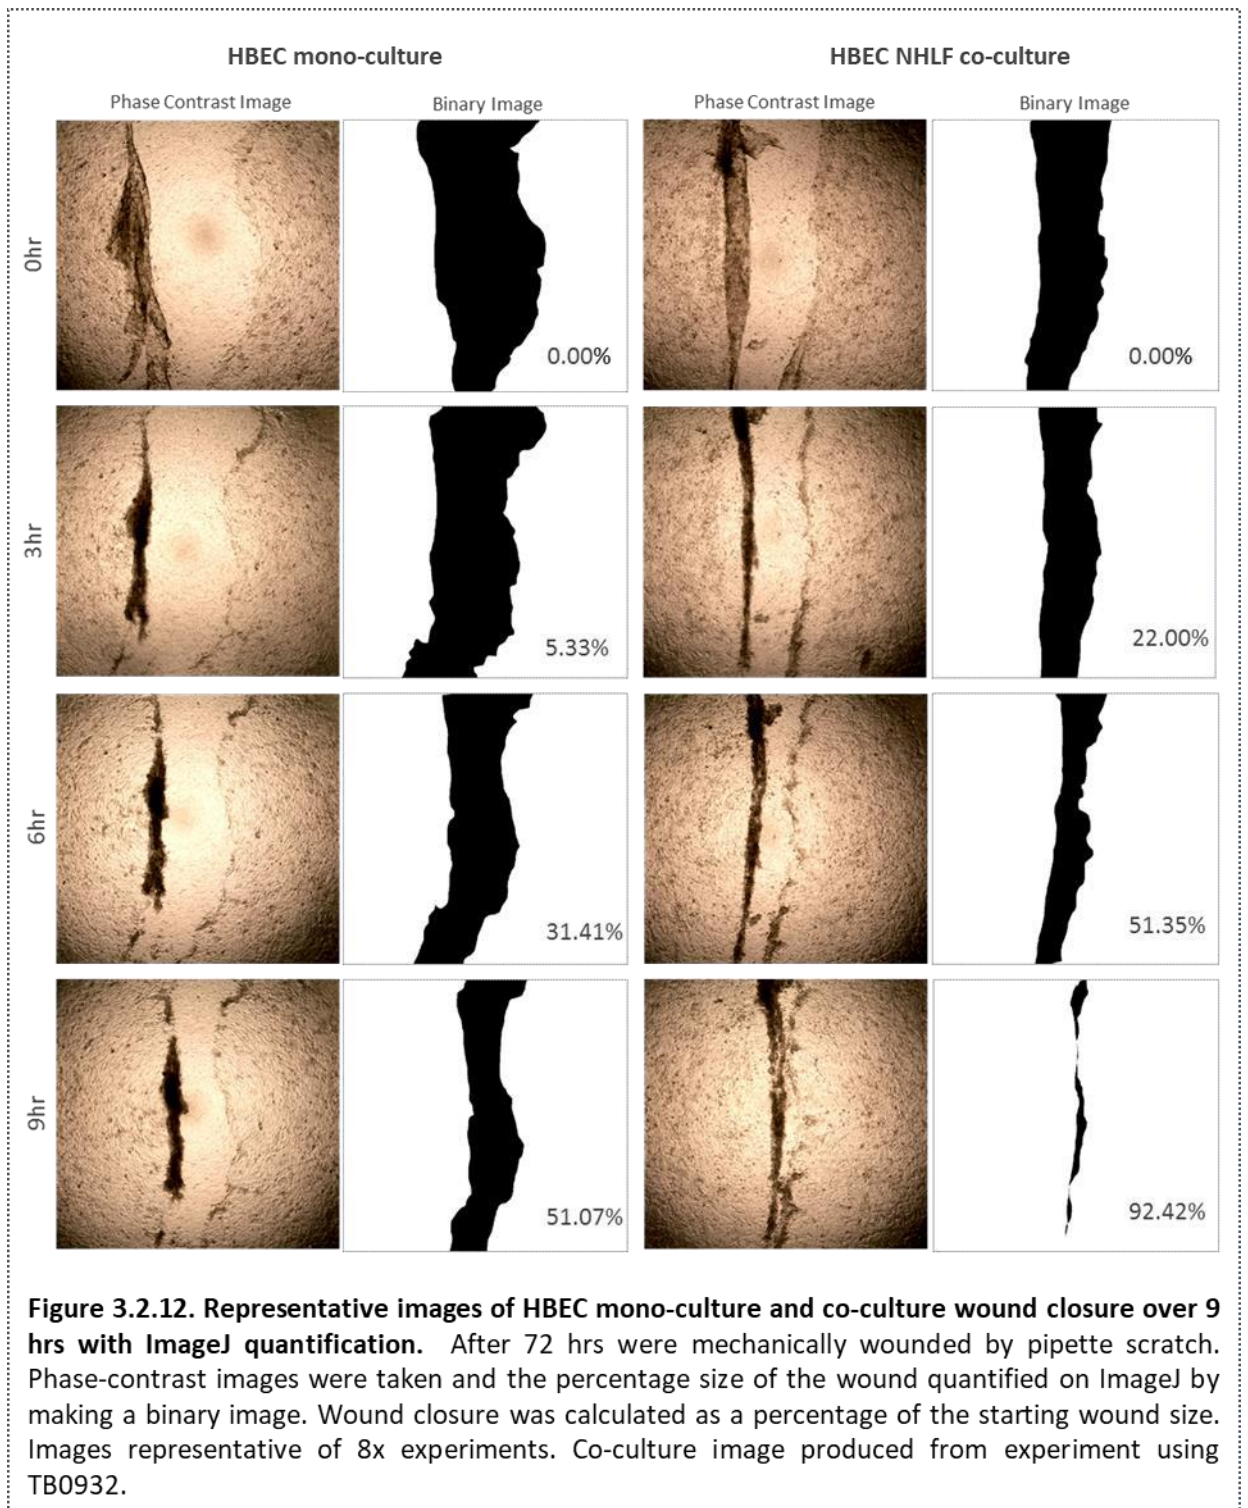 HBEC mono-culture HBEC NHLF co-culture
Phase Contrast Image Binary Image Phase Contrast Image Binary Image
0hr
0.00% 0.00%
3hr
5.33% 22.00%
6hr
31.41% 51.35%
9hr
51.07% 92.42%
Figure 3.2.12. Representative images of HBEC mono-culture and co-culture wound closure over 9
hrs with ImageJ quantification. After 72 hrs were mechanically wounded by pipette scratch.
Phase-contrast images were taken and the percentage size of the wound quantified on ImageJ by
making a binary image. Wound closure was calculated as a percentage of the starting wound size.
Images representative of 8x experiments. Co-culture image produced from experiment using
TB0932.